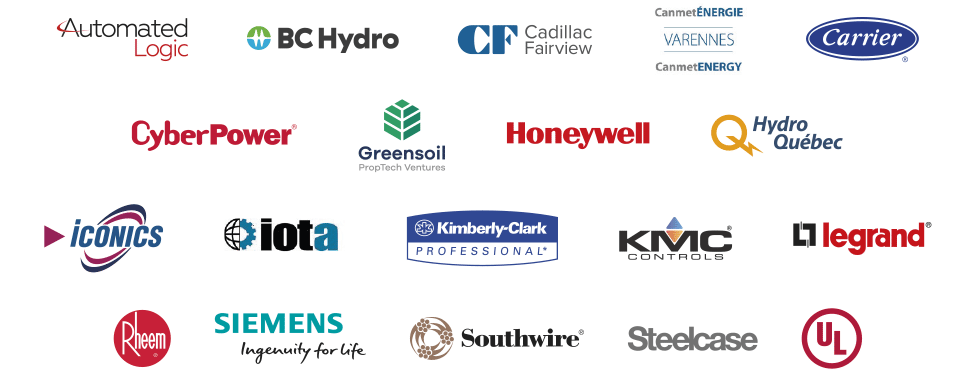 Automated
Logic
BC Hydro
CF Cadillac
Fairview
CanmetÉNERGIE
VARENNES
CanmetENERGY
Carrier
®
CyberPower®
Greensoil
PropTech Ventures
Honeywell
Hydro
Québec
ICONICS
iota
Kimberly-Clark
PROFESSIONAL*
KMC®
CONTROLS
legrand®
Rheem
®
SIEMENS
Ingenuity for life
Southwire®
Steelcase
UL